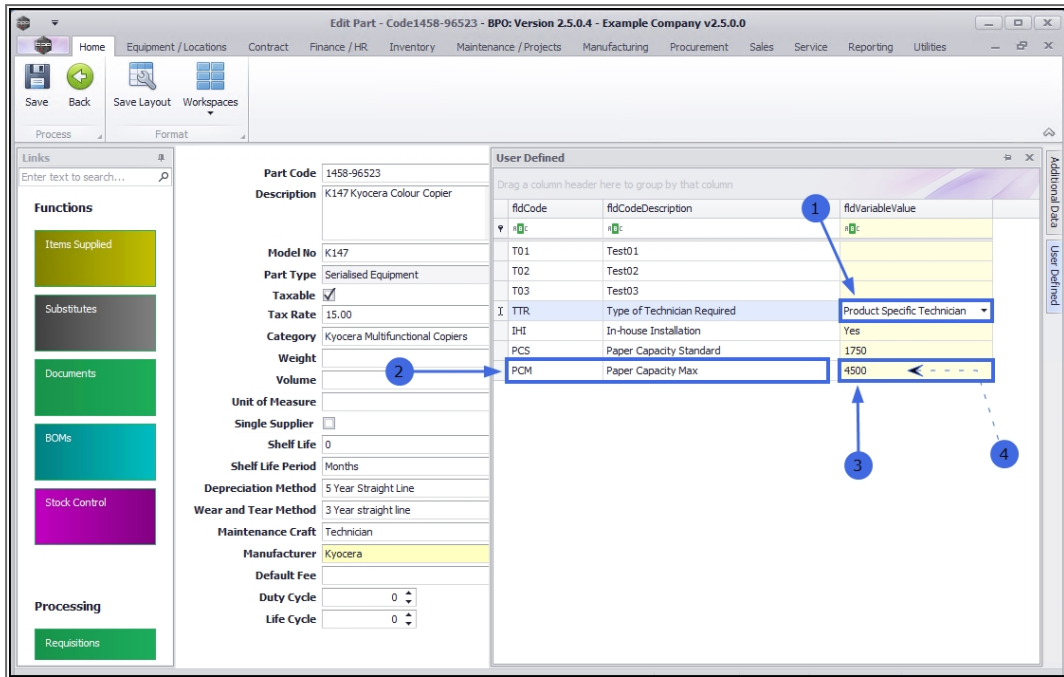 Edit Part - Code1458-96523 - BPO: Version 2.5.0.4 - Example Company v2.5.0.0
Home Equipment / Locations Contract Finance / HR Inventory Maintenance / Projects Manufacturing Procurement Sales Service Reporting Utilities
Save Back Save Layout Workspaces
Process Format
Links
Enter text to search...
Functions
Items Supplied
Substitutes
Documents
BOMs
Stock Control
Processing
Requisitions
Part Code 1458-96523
Description K147 Kyocera Colour Copier
Model No K147
Part Type Serialised Equipment
Taxable
Tax Rate 15.00
Category Kyocera Multifunctional Copiers
Weight
Volume
Unit of Measure
Single Supplier
Shelf Life 0
Shelf Life Period Months
Depreciation Method 5 Year Straight Line
Wear and Tear Method 3 Year straight line
Maintenance Craft Technician
Manufacturer Kyocera
Default Fee
Duty Cycle 0
Life Cycle 0
User Defined
Drag a column header here to group by that column
fldCode fldCodeDescription fldVariableValue
T01 Test01
T02 Test02
T03 Test03
TTR Type of Technician Required Product Specific Technician
IHI In-house Installation Yes
PCS Paper Capacity Standard 1750
PCM Paper Capacity Max 4500
1
2
3
4
Additional Data
User Defined